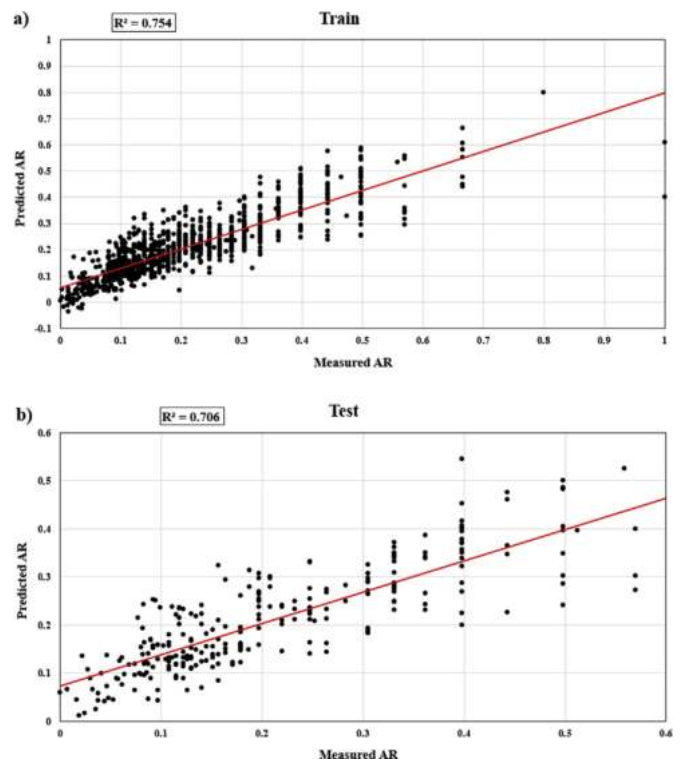 a)
R² = 0.754
Train
1
0.9
0.8
0.7
0.6
0.5
0.4
0.3
0.2
0.1
0
-0.1
Predicted AR
0 0.1 0.2 0.3 0.4 0.5 0.6 0.7 0.8 0.9 1
Measured AR
b)
R² = 0.706
Test
0.6
0.5
0.4
0.3
0.2
0.1
0
Predicted AR
0 0.1 0.2 0.3 0.4 0.5 0.6
Measured AR